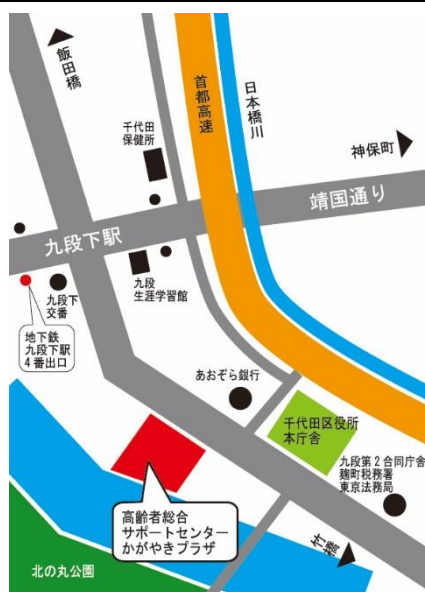 飯田橋
首都高速
日本橋川
千代田
保健所
神保町
靖国通り
九段下駅
九段
生涯学習館
九段下
交番
地下鉄
九段下駅
4番出口
あおぞら銀行
千代田区役所
本庁舎
九段第2合同庁舎
麹町税務署
東京法務局
高齢者総合
サポートセンター
かがやきプラザ
竹橋
北の丸公園